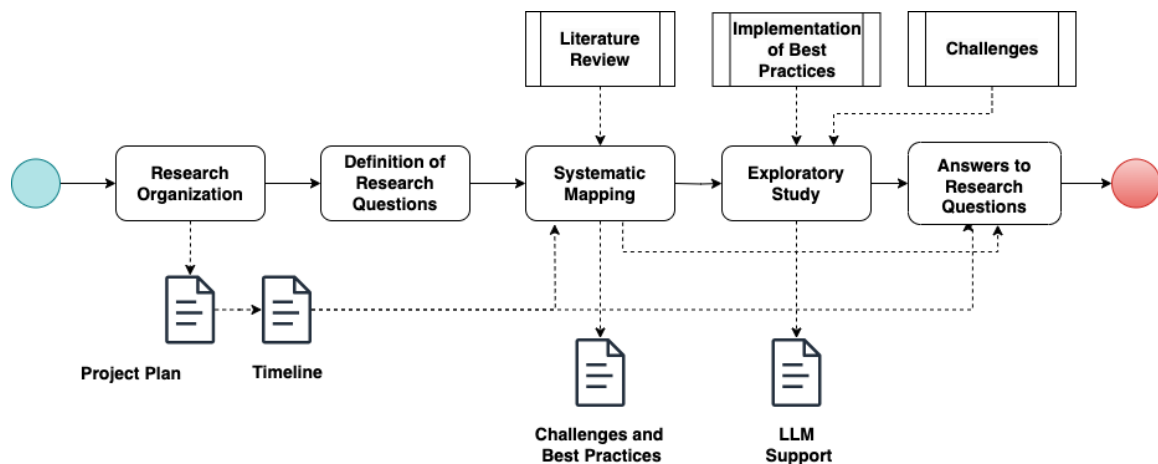 Literature
Review
Implementation
of Best
Practices
Challenges
Research
Organization
Definition of
Research
Questions
Systematic
Mapping
Exploratory
Study
Answers to
Research
Questions
Project Plan
Timeline
Challenges and
Best Practices
LLM
Support